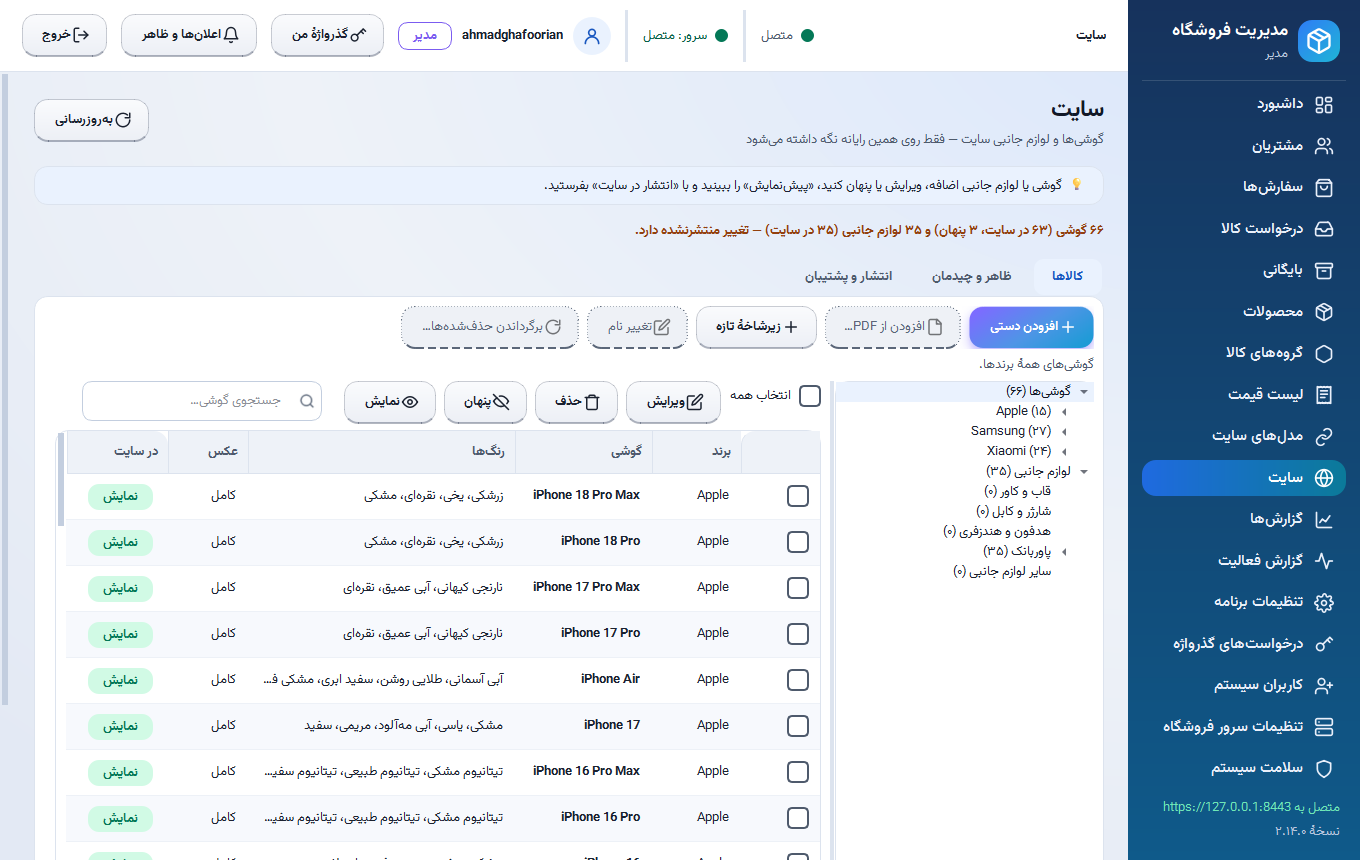 مدیریت فروشگاه
مدیر
داشبورد
مشتریان
سفارش‌ها
درخواست کالا
بایگانی
محصولات
گروه‌های کالا
لیست قیمت
مدل‌های سایت
سایت
گزارش‌ها
گزارش فعالیت
تنظیمات برنامه
درخواست‌های گذرواژه
کاربران سیستم
تنظیمات سرور فروشگاه
سلامت سیستم
متصل به https://127.0.0.1:8443
نسخهٔ ۲.۱۴.۰
سایت
متصل
سرور: متصل
ahmadghafoorian
مدیر
گذرواژهٔ من
اعلان‌ها و ظاهر
خروج
سایت
گوشی‌ها و لوازم جانبی سایت — فقط روی همین رایانه نگه داشته می‌شود
به‌روزرسانی
گوشی یا لوازم جانبی اضافه، ویرایش یا پنهان کنید، «پیش‌نمایش» را ببینید و با «انتشار در سایت» بفرستید.
۶۶ گوشی (۶۳ در سایت، ۳ پنهان) و ۳۵ لوازم جانبی (۳۵ در سایت) — تغییر منتشرنشده دارد.
کالاها
ظاهر و چیدمان
انتشار و پشتیبان
افزودن دستی
افزودن از PDF...
زیرشاخهٔ تازه
تغییر نام
برگرداندن حذف‌شده‌ها...
گوشی‌های همهٔ برندها.
گوشی‌ها (۶۶)
Apple (۱۵)
Samsung (۲۷)
Xiaomi (۲۴)
لوازم جانبی (۳۵)
قاب و کاور (۰)
شارژر و کابل (۰)
هدفون و هندزفری (۰)
پاوربانک (۳۵)
سایر لوازم جانبی (۰)
انتخاب همه
ویرایش
حذف
پنهان
نمایش
جستجوی گوشی...
برند گوشی رنگ‌ها عکس در سایت
Apple iPhone 18 Pro Max زرشکی، یخی، نقره‌ای، مشکی کامل نمایش
Apple iPhone 18 Pro زرشکی، یخی، نقره‌ای، مشکی کامل نمایش
Apple iPhone 17 Pro Max نارنجی کیهانی، آبی عمیق، نقره‌ای کامل نمایش
Apple iPhone 17 Pro نارنجی کیهانی، آبی عمیق، نقره‌ای کامل نمایش
Apple iPhone Air آبی آسمانی، طلایی روشن، سفید ابری، مشکی ف... کامل نمایش
Apple iPhone 17 مشکی، یاسی، آبی مه‌آلود، مریمی، سفید کامل نمایش
Apple iPhone 16 Pro Max تیتانیوم مشکی، تیتانیوم طبیعی، تیتانیوم سفی... کامل نمایش
Apple iPhone 16 Pro تیتانیوم مشکی، تیتانیوم طبیعی، تیتانیوم سفی... کامل نمایش